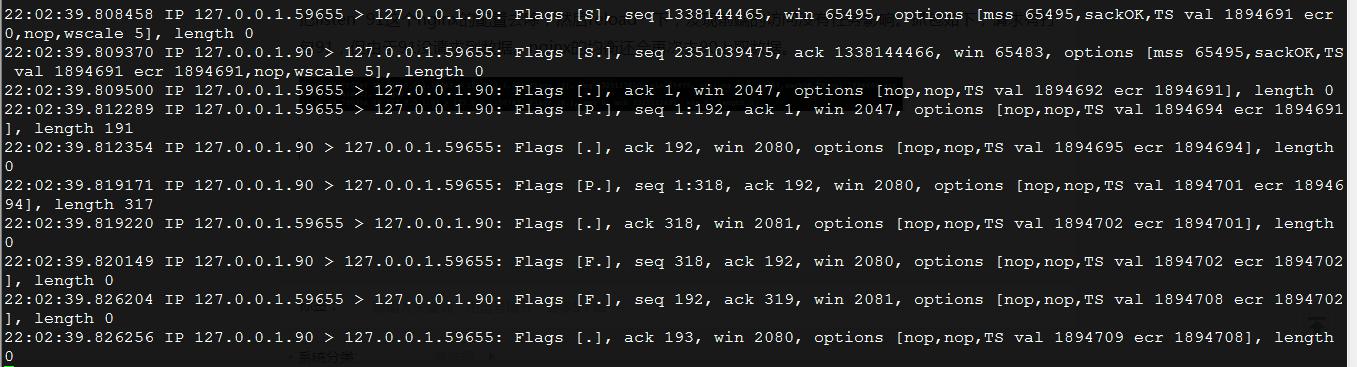 22:02:39.808458 IP 127.0.0.1.59655 > 127.0.0.1.90: Flags [S], seq 1338144465, win 65495, options [mss 65495,sackOK,TS val 1894691 ecr
0,nop,wscale 5], length 0
22:02:39.809370 IP 127.0.0.1.90 > 127.0.0.1.59655: Flags [S.], seq 2351039475, ack 1338144466, win 65483, options [mss 65495,sackOK,TS
val 1894691 ecr 1894691,nop,wscale 5], length 0
22:02:39.809500 IP 127.0.0.1.59655 > 127.0.0.1.90: Flags [.], ack 1, win 2047, options [nop,nop,TS val 1894692 ecr 1894691], length 0
22:02:39.812289 IP 127.0.0.1.59655 > 127.0.0.1.90: Flags [P.], seq 1:192, ack 1, win 2047, options [nop,nop,TS val 1894694 ecr 1894691
], length 191
22:02:39.812354 IP 127.0.0.1.90 > 127.0.0.1.59655: Flags [.], ack 192, win 2080, options [nop,nop,TS val 1894695 ecr 1894694], length
0
22:02:39.819171 IP 127.0.0.1.90 > 127.0.0.1.59655: Flags [P.], seq 1:318, ack 192, win 2080, options [nop,nop,TS val 1894701 ecr 18946
94], length 317
22:02:39.819220 IP 127.0.0.1.59655 > 127.0.0.1.90: Flags [.], ack 318, win 2081, options [nop,nop,TS val 1894702 ecr 1894701], length
0
22:02:39.820149 IP 127.0.0.1.90 > 127.0.0.1.59655: Flags [F.], seq 318, ack 192, win 2080, options [nop,nop,TS val 1894702 ecr 1894702
], length 0
22:02:39.826204 IP 127.0.0.1.59655 > 127.0.0.1.90: Flags [F.], seq 192, ack 319, win 2081, options [nop,nop,TS val 1894708 ecr 1894702
], length 0
22:02:39.826256 IP 127.0.0.1.90 > 127.0.0.1.59655: Flags [.], ack 193, win 2080, options [nop,nop,TS val 1894709 ecr 1894708], length
0
系统分类: